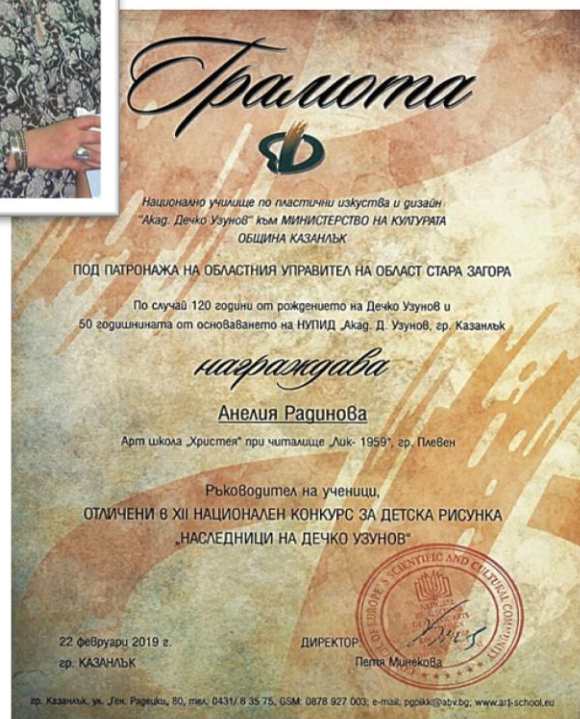 Грамота
Национално училище по пластични изкуства и дизайн
"Акад. Дечко Узунов" към МИНИСТЕРСТВО НА КУЛТУРАТА
ОБЩИНА КАЗАНЛЪК
ПОД ПАТРОНАЖА НА ОБЛАСТНИЯ УПРАВИТЕЛ НА ОБЛАСТ СТАРА ЗАГОРА
По случай 120 години от рождението на Дечко Узунов и
50 годишнината от основаването на НУПИД „Акад. Д. Узунов, гр. Казанлък
награждава
Анелия Радинова
Арт школа „Христея" при читалище „Лик- 1959", гр. Плевен
Ръководител на ученици,
ОТЛИЧЕНИ в XII НАЦИОНАЛЕН КОНКУРС ЗА ДЕТСКА РИСУНКА
„НАСЛЕДНИЦИ НА ДЕЧКО УЗУНОВ"
EUROPE'S SCIENTIFIC AND CULTURAL COMMUNITY
22 февруари 2019 г.
ДИРЕКТОР:
гр. КАЗАНЛЪК
Петя Минекова
гр. Казанлък, ул. „Ген. Радецки, 80, тел. 0431/ 6 35 75, GSM: 0878 927 003; e-mail: pgpikk@abv.bg; www.art-school.eu